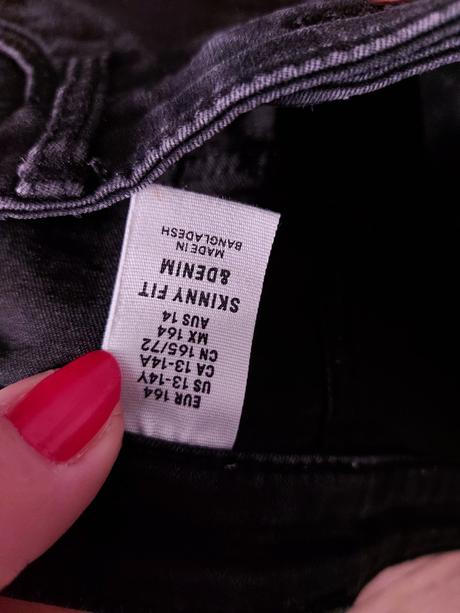 EUR 164
US 13-14Y
CA 13-14A
CN 165/72
MX 164
AUS 14
SKINNY FIT
&DENIM
MADE IN
BANGLADESH